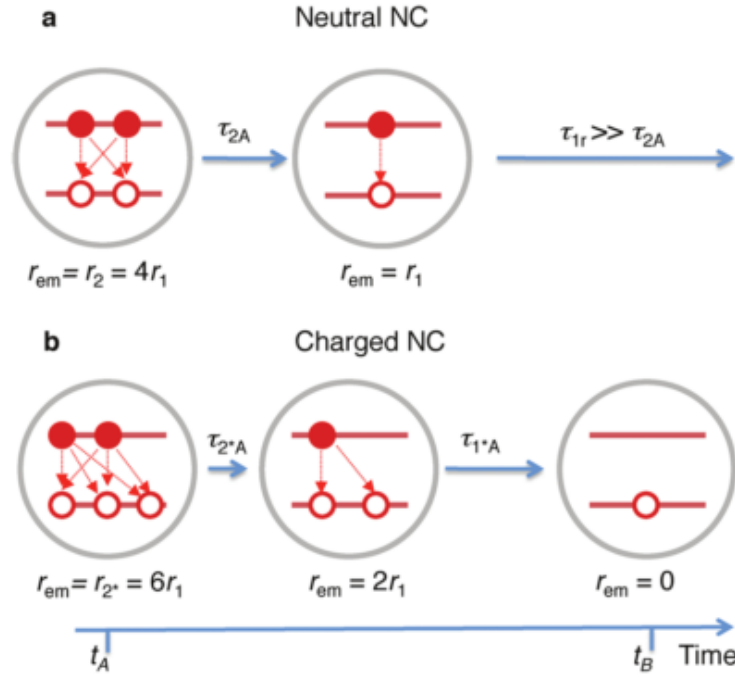 a Neutral NC
τ2A
τ1r >> τ2A
rem = r2 = 4r1
rem = r1
b Charged NC
τ2*A
τ1*A
rem = r2* = 6r1
rem = 2r1
rem = 0
tA
tB
Time